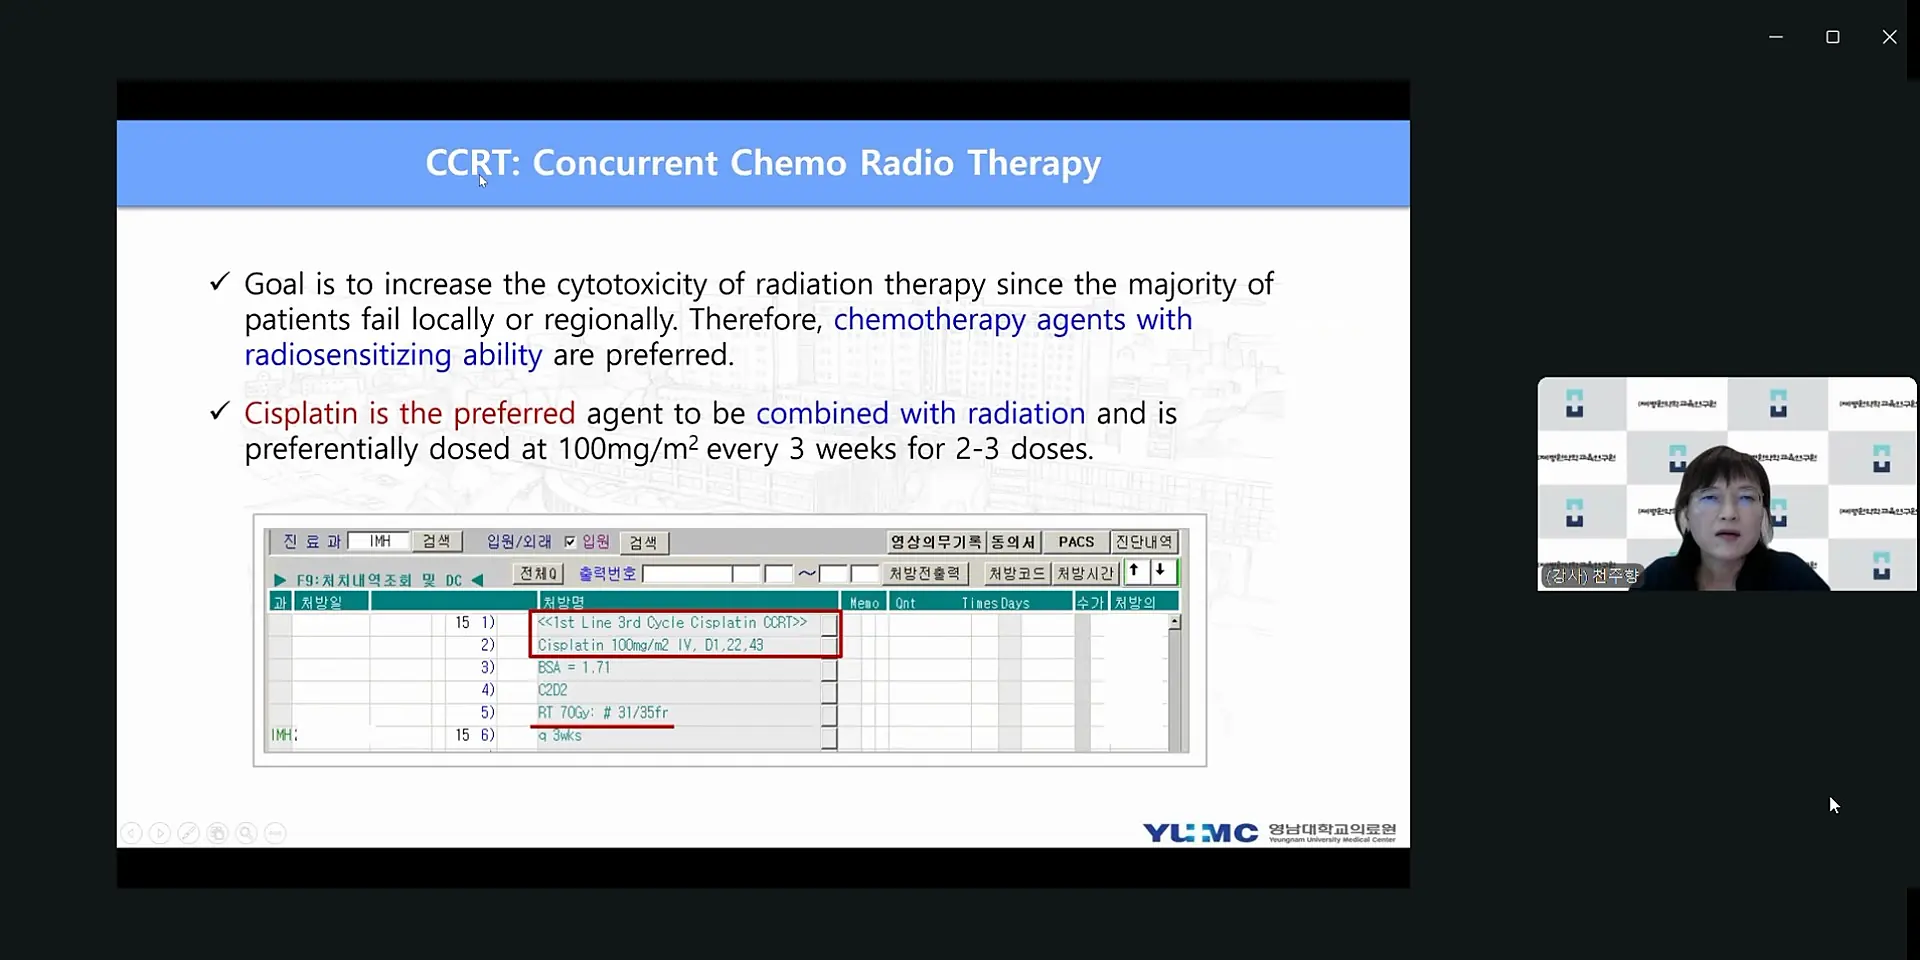 CCRT: Concurrent Chemo Radio Therapy
✓ Goal is to increase the cytotoxicity of radiation therapy since the majority of
patients fail locally or regionally. Therefore, chemotherapy agents with
radiosensitizing ability are preferred.
✓ Cisplatin is the preferred agent to be combined with radiation and is
preferentially dosed at 100mg/m² every 3 weeks for 2-3 doses.
진 료 과 IMH 검색 입원/외래 입원 검색 영상의무기록 동의서 PACS 진단내역
▶ F9:처치내역조회 및 DC ◀ 전체Q 출력번호 ~ 처방전출력 처방코드 처방시간 ↑ ↓
과 처방일 처방명 Memo Qnt Times Days 수가 처방의
15 1) <<1st Line 3rd Cycle Cisplatin CCRT>>
2) Cisplatin 100mg/m2 IV, D1,22,43
3) BSA = 1.71
4) C2D2
5) RT 70Gy: # 31/35fr
IMH2 15 6) q 3wks
YUMC 영남대학교의료원
Yeungnam University Medical Center
(강사) 천주향